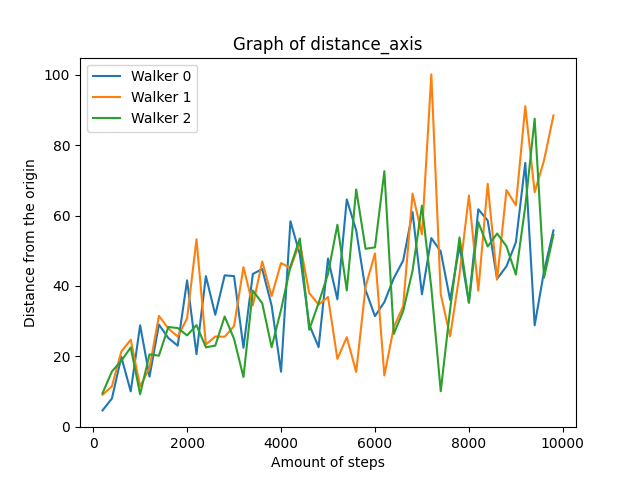 Graph of distance_axis
Walker 0
Walker 1
Walker 2
100
80
60
40
20
0
Distance from the origin
0 2000 4000 6000 8000 10000
Amount of steps